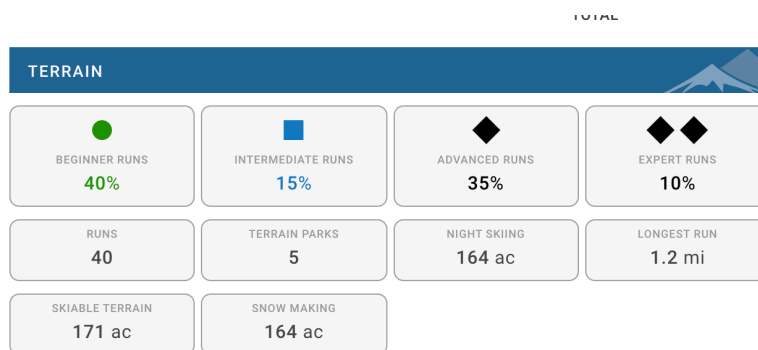 TOTAL
TERRAIN
BEGINNER RUNS
40%
INTERMEDIATE RUNS
15%
ADVANCED RUNS
35%
EXPERT RUNS
10%
RUNS
40
TERRAIN PARKS
5
NIGHT SKIING
164 ac
LONGEST RUN
1.2 mi
SKIABLE TERRAIN
171 ac
SNOW MAKING
164 ac